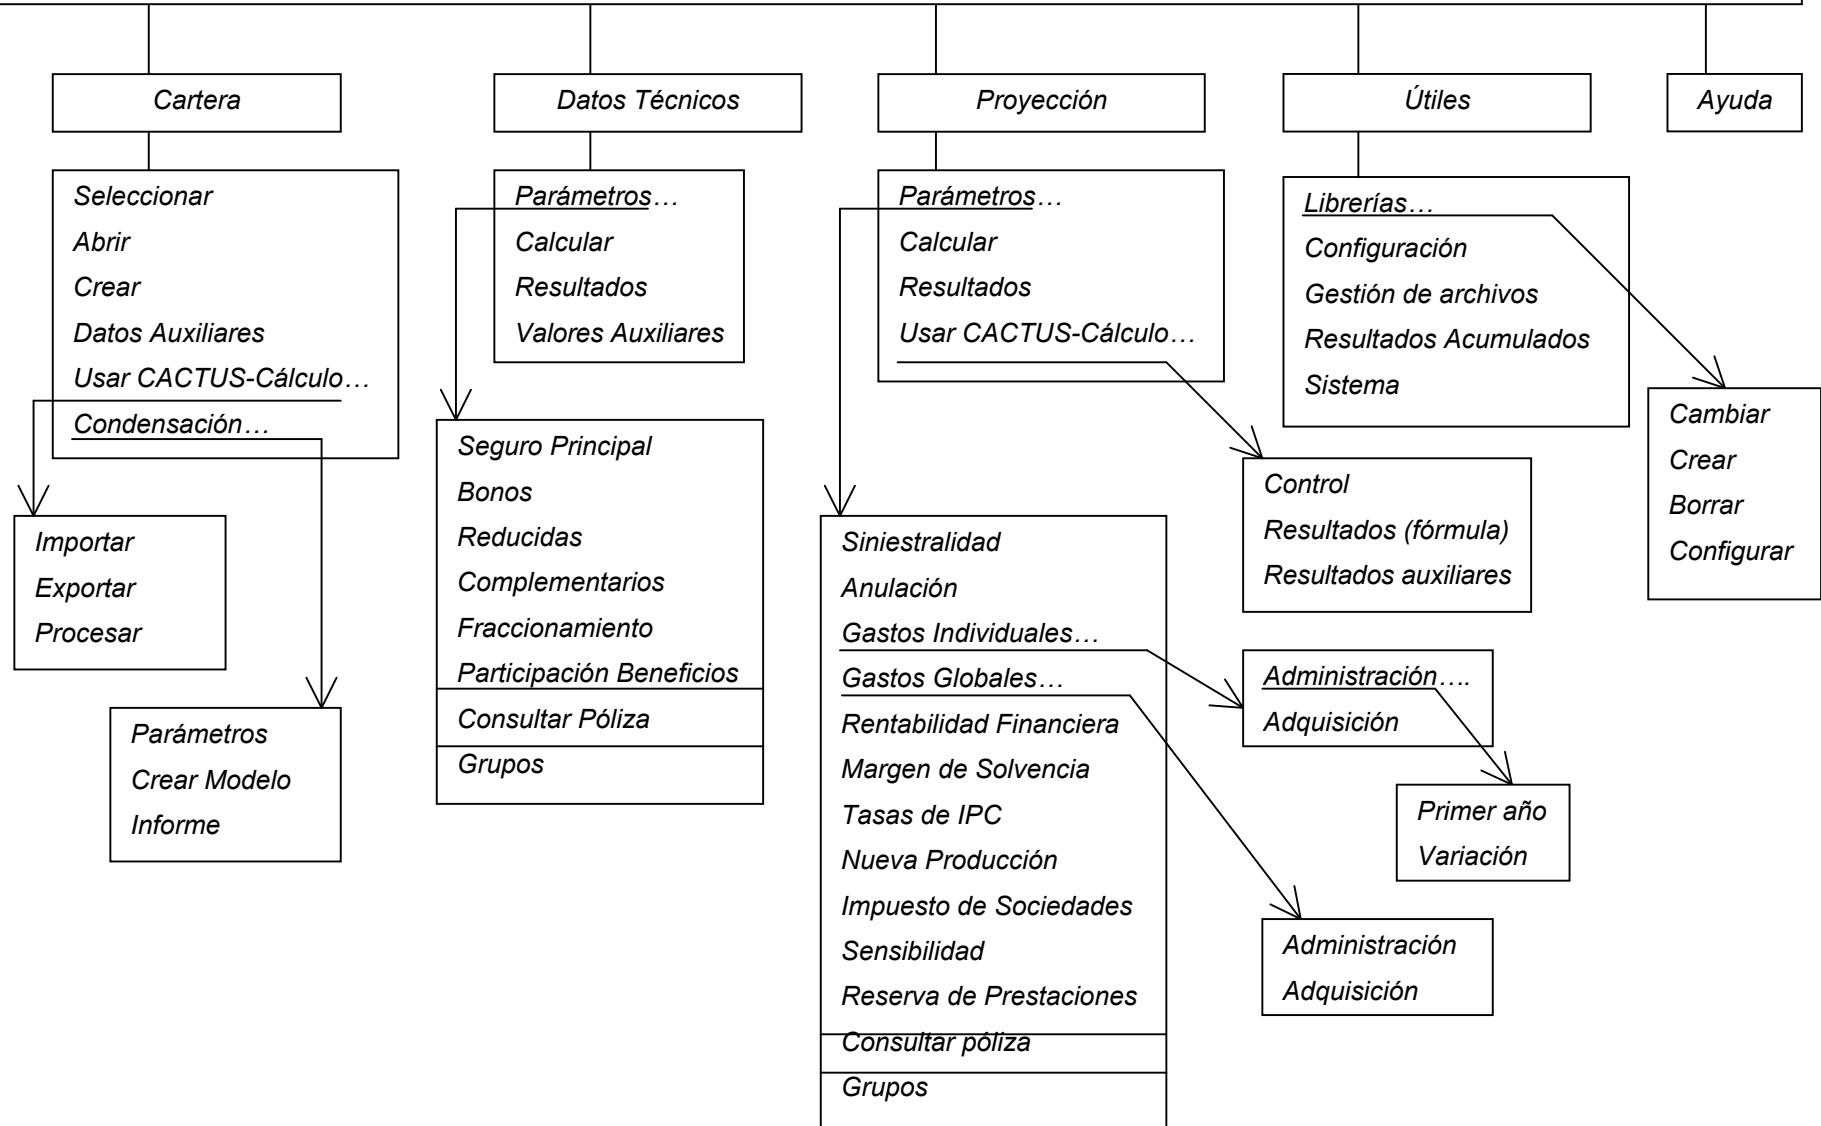 Cartera
Datos Técnicos
Proyección
Útiles
Ayuda
Seleccionar
Abrir
Crear
Datos Auxiliares
Usar CACTUS-Cálculo…
Condensación…
Importar
Exportar
Procesar
Parámetros
Crear Modelo
Informe
Parámetros…
Calcular
Resultados
Valores Auxiliares
Seguro Principal
Bonos
Reducidas
Complementarios
Fraccionamiento
Participación Beneficios
Consultar Póliza
Grupos
Parámetros…
Calcular
Resultados
Usar CACTUS-Cálculo…
Siniestralidad
Anulación
Gastos Individuales…
Gastos Globales…
Rentabilidad Financiera
Margen de Solvencia
Tasas de IPC
Nueva Producción
Impuesto de Sociedades
Sensibilidad
Reserva de Prestaciones
Consultar póliza
Grupos
Control
Resultados (fórmula)
Resultados auxiliares
Administración….
Adquisición
Primer año
Variación
Administración
Adquisición
Librerías…
Configuración
Gestión de archivos
Resultados Acumulados
Sistema
Cambiar
Crear
Borrar
Configurar